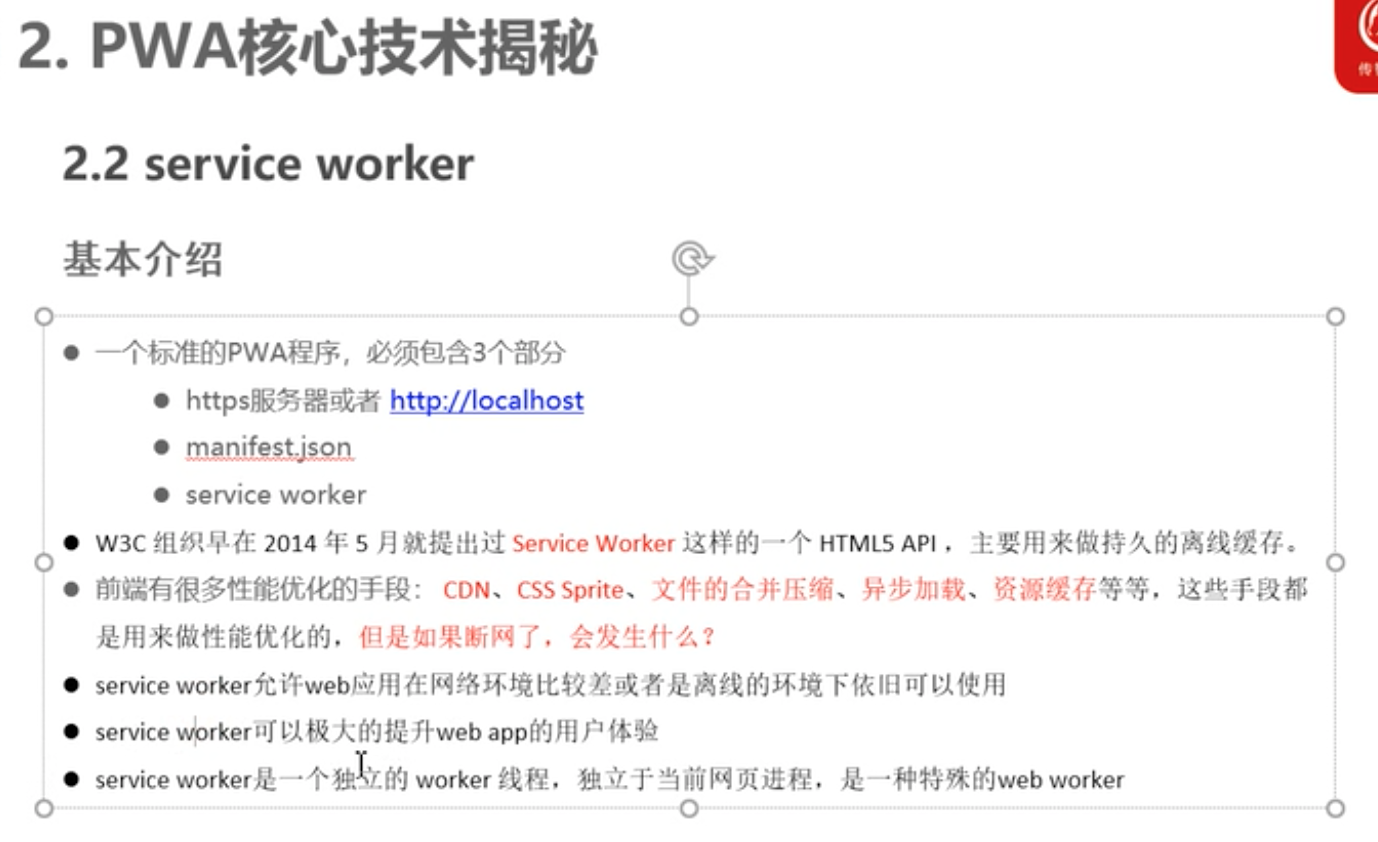 2. PWA核心技术揭秘
2.2 service worker
基本介绍
● 一个标准的PWA程序，必须包含3个部分
● https服务器或者 http://localhost
● manifest.json
● service worker
● W3C 组织早在 2014 年 5 月就提出过 Service Worker 这样的一个 HTML5 API ，主要用来做持久的离线缓存。
● 前端有很多性能优化的手段： CDN、CSS Sprite、文件的合并压缩、异步加载、资源缓存等等，这些手段都
是用来做性能优化的，但是如果断网了，会发生什么？
● service worker允许web应用在网络环境比较差或者是离线的环境下依旧可以使用
● service worker可以极大的提升web app的用户体验
● service worker是一个独立的 worker 线程，独立于当前网页进程，是一种特殊的web worker